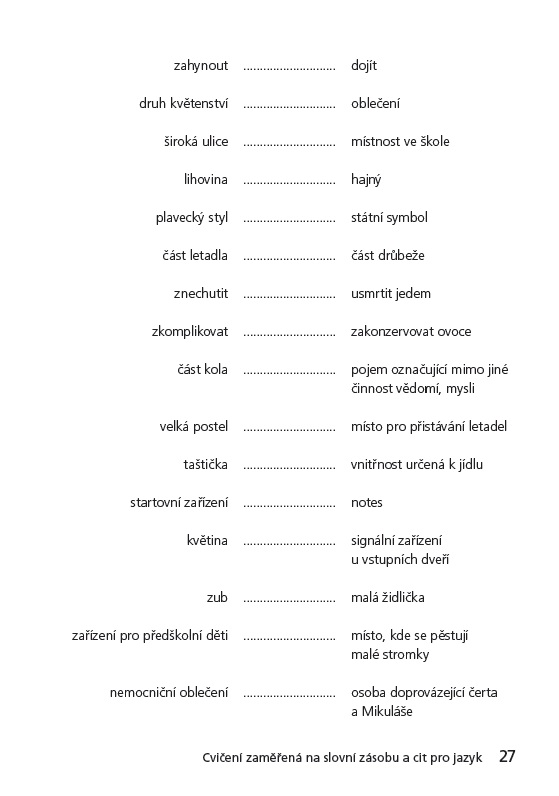 zahynout ............................ dojít
druh květenství ............................ oblečení
široká ulice ............................ místnost ve škole
lihovina ............................ hajný
plavecký styl ............................ státní symbol
část letadla ............................ část drůbeže
znechutit ............................ usmrtit jedem
zkomplikovat ............................ zakonzervovat ovoce
část kola ............................ pojem označující mimo jiné
činnost vědomí, mysli
velká postel ............................ místo pro přistávání letadel
taštička ............................ vnitřnost určená k jídlu
startovní zařízení ............................ notes
květina ............................ signální zařízení
u vstupních dveří
zub ............................ malá židlička
zařízení pro předškolní děti ............................ místo, kde se pěstují
malé stromky
nemocniční oblečení ............................ osoba doprovázející čerta
a Mikuláše
Cvičení zaměřená na slovní zásobu a cit pro jazyk 27